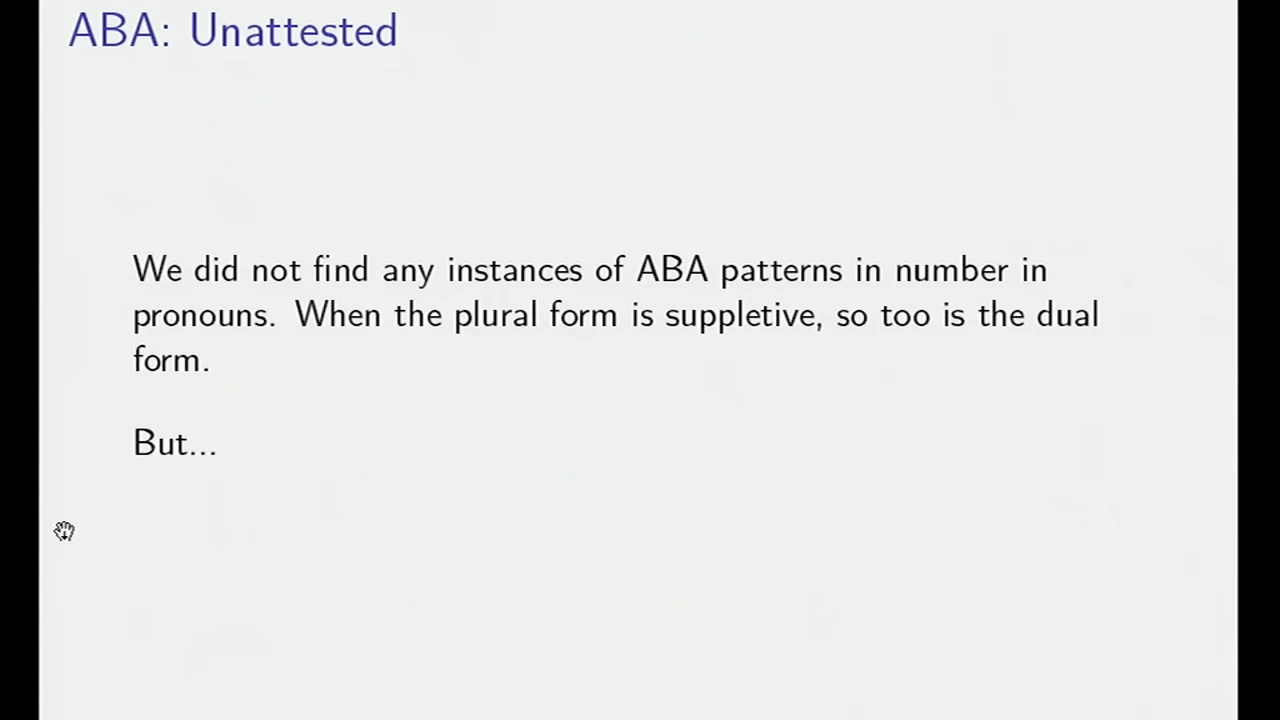 ABA: Unattested
We did not find any instances of ABA patterns in number in
pronouns. When the plural form is suppletive, so too is the dual
form.
But...